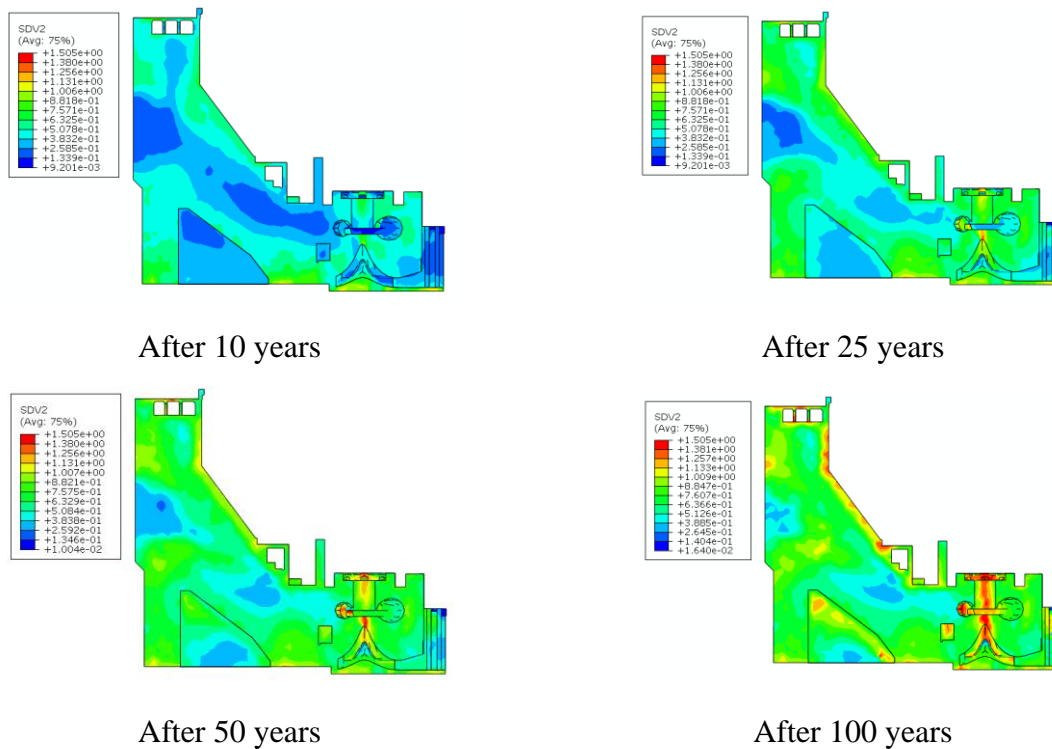 SDV2
(Avg: 75%)
+1.505e+00
+1.380e+00
+1.256e+00
+1.131e+00
+1.006e+00
+8.818e-01
+7.571e-01
+6.325e-01
+5.078e-01
+3.832e-01
+2.585e-01
+1.339e-01
+9.201e-03
SDV2
(Avg: 75%)
+1.505e+00
+1.380e+00
+1.256e+00
+1.131e+00
+1.006e+00
+8.818e-01
+7.571e-01
+6.325e-01
+5.078e-01
+3.832e-01
+2.585e-01
+1.339e-01
+9.201e-03
After 10 years
After 25 years
SDV2
(Avg: 75%)
+1.505e+00
+1.380e+00
+1.256e+00
+1.131e+00
+1.007e+00
+8.821e-01
+7.575e-01
+6.329e-01
+5.084e-01
+3.838e-01
+2.592e-01
+1.346e-01
+1.004e-02
SDV2
(Avg: 75%)
+1.505e+00
+1.381e+00
+1.257e+00
+1.133e+00
+1.009e+00
+8.847e-01
+7.607e-01
+6.366e-01
+5.126e-01
+3.885e-01
+2.645e-01
+1.404e-01
+1.640e-02
After 50 years
After 100 years